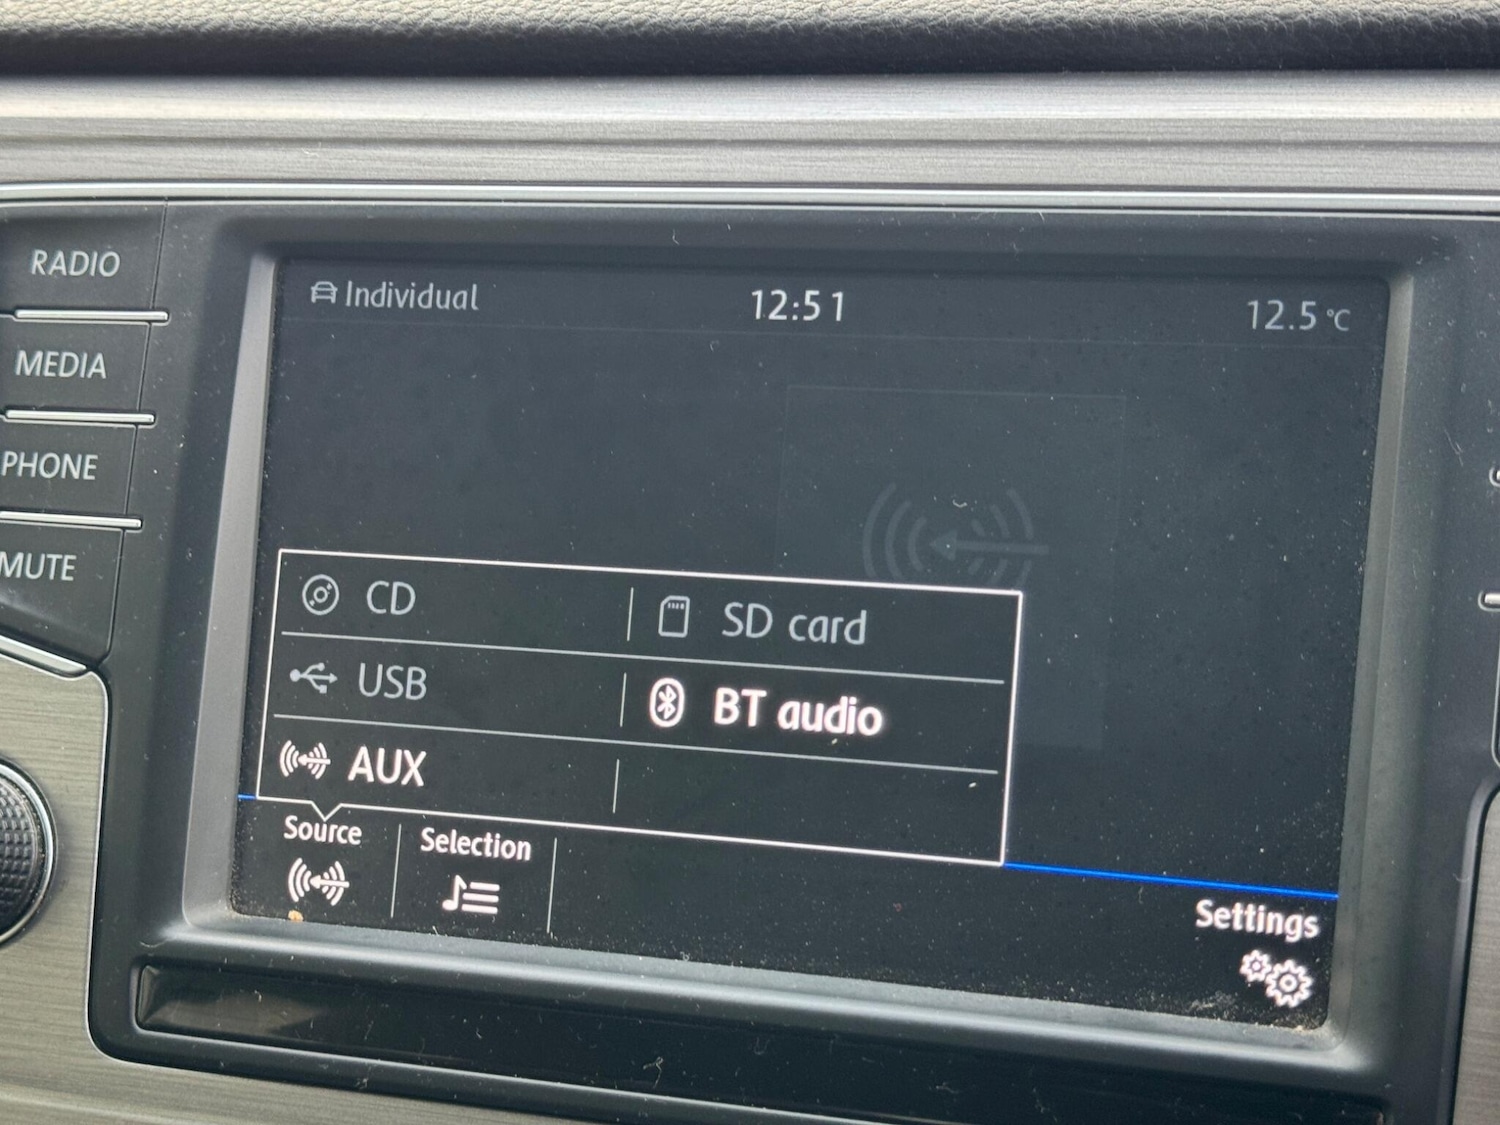 RADIO
MEDIA
PHONE
MUTE
Individual
12:51
12.5 °C
CD
SD card
USB
BT audio
AUX
Source
Selection
Settings